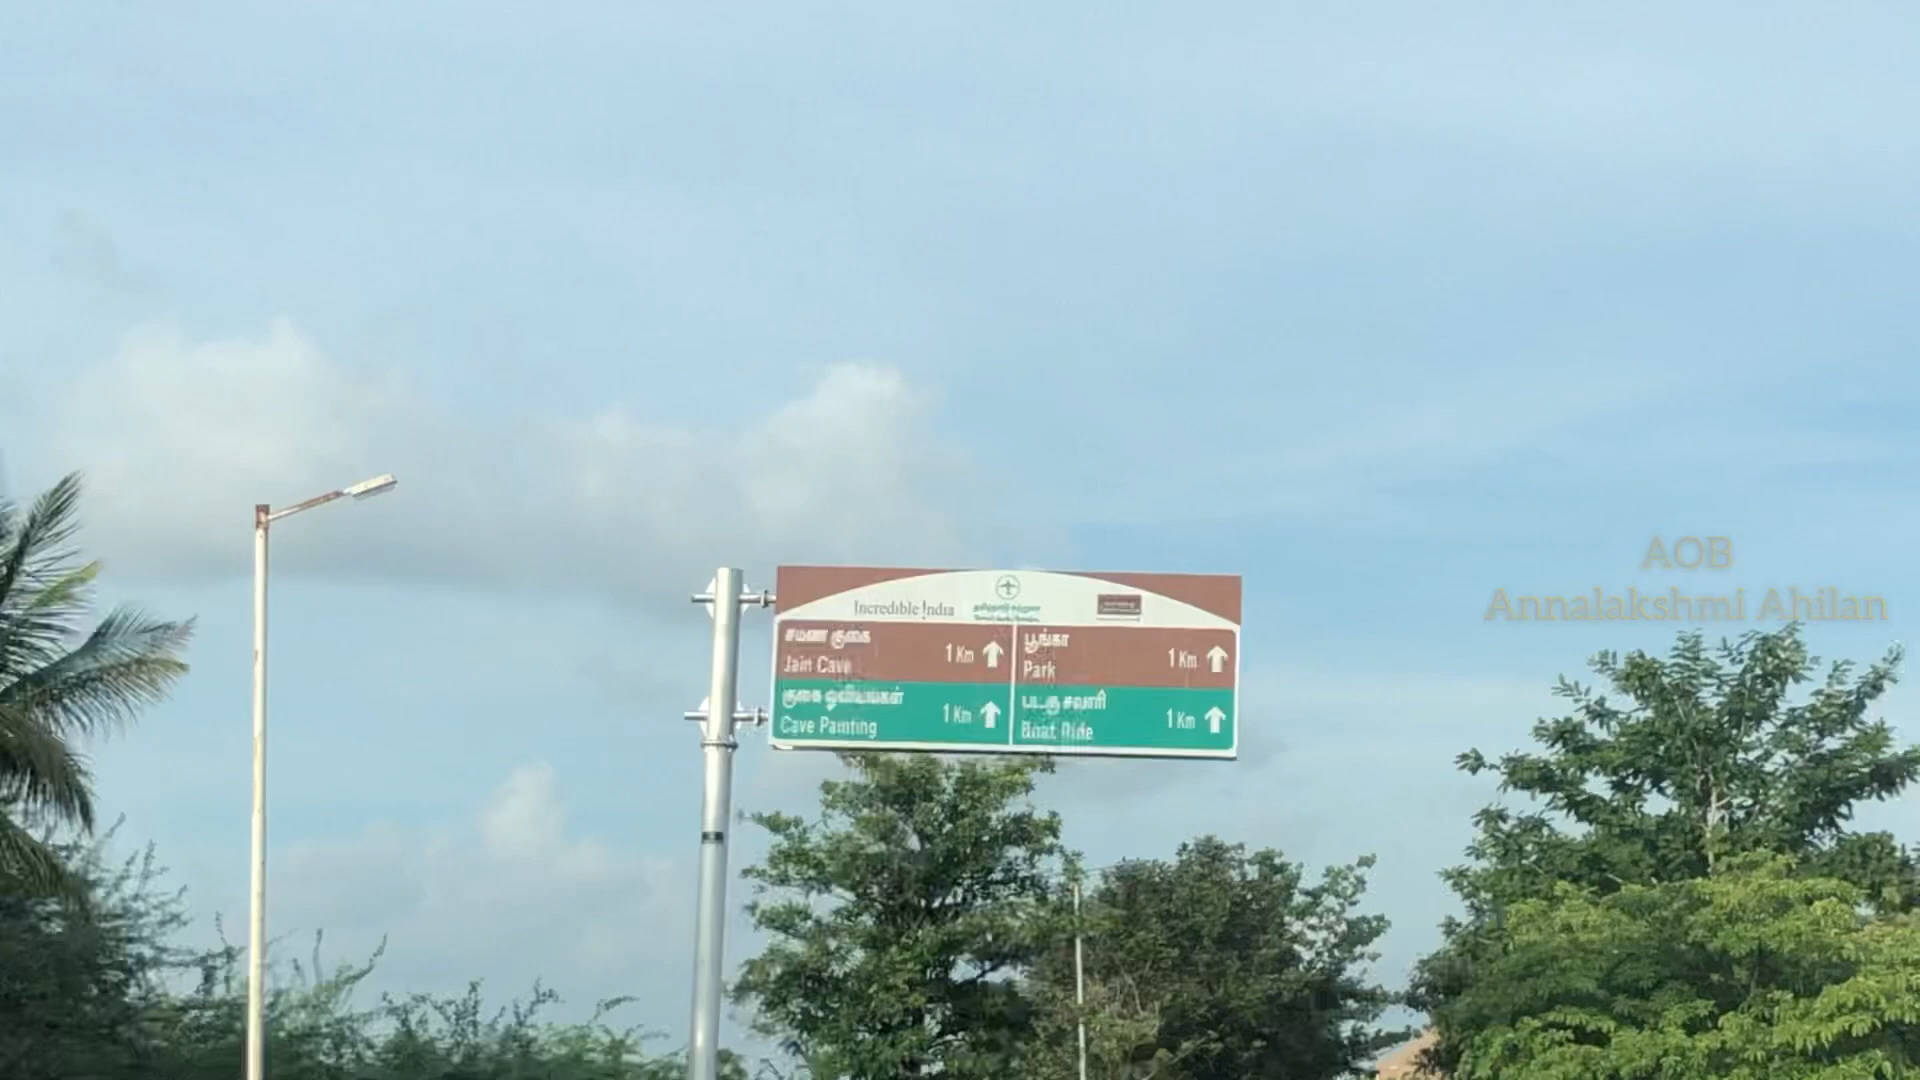 Incredible India
தமிழ்நாடு சுற்றுலா
சமண குகை
Jain Cave
1 Km
பூங்கா
Park
1 Km
குகை ஓவியங்கள்
Cave Painting
1 Km
படகு சவாரி
Boat Ride
1 Km
AOB
Annalakshmi Ahilan